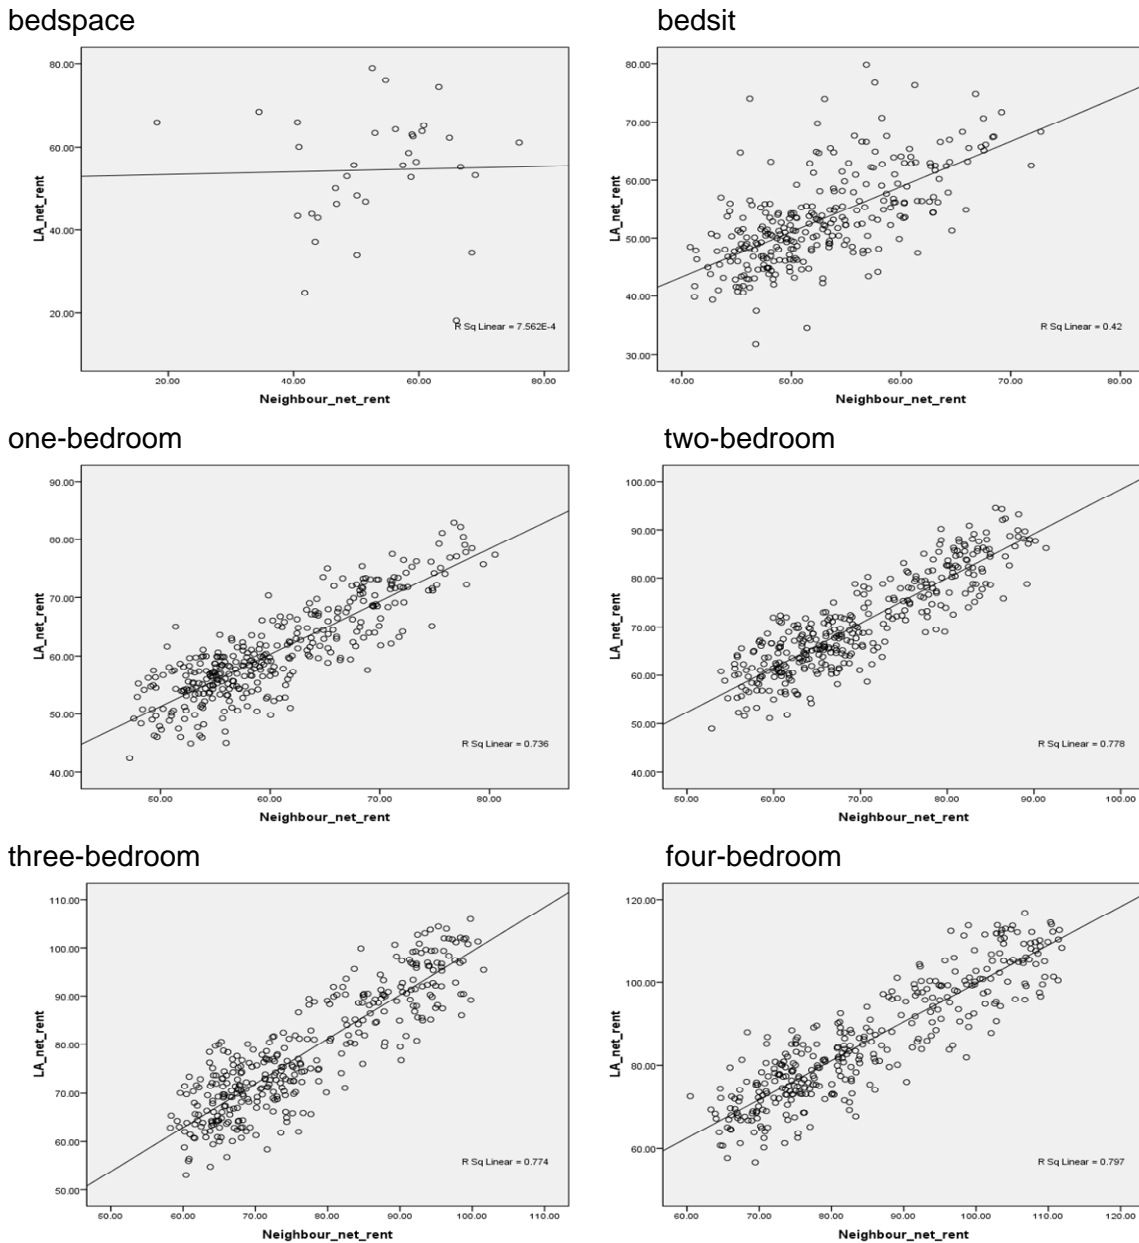 bedspace
80.00
60.00
40.00
20.00
LA_net_rent
R Sq Linear = 7.562E-4
20.00 40.00 60.00 80.00
Neighbour_net_rent
bedsit
80.00
70.00
60.00
50.00
40.00
30.00
LA_net_rent
R Sq Linear = 0.42
40.00 50.00 60.00 70.00 80.00
Neighbour_net_rent
one-bedroom
90.00
80.00
70.00
60.00
50.00
40.00
LA_net_rent
R Sq Linear = 0.736
50.00 60.00 70.00 80.00
Neighbour_net_rent
two-bedroom
100.00
90.00
80.00
70.00
60.00
50.00
40.00
LA_net_rent
R Sq Linear = 0.778
50.00 60.00 70.00 80.00 90.00 100.00
Neighbour_net_rent
three-bedroom
110.00
100.00
90.00
80.00
70.00
60.00
50.00
LA_net_rent
R Sq Linear = 0.774
50.00 60.00 70.00 80.00 90.00 100.00 110.00
Neighbour_net_rent
four-bedroom
120.00
100.00
80.00
60.00
LA_net_rent
R Sq Linear = 0.797
60.00 70.00 80.00 90.00 100.00 110.00 120.00
Neighbour_net_rent